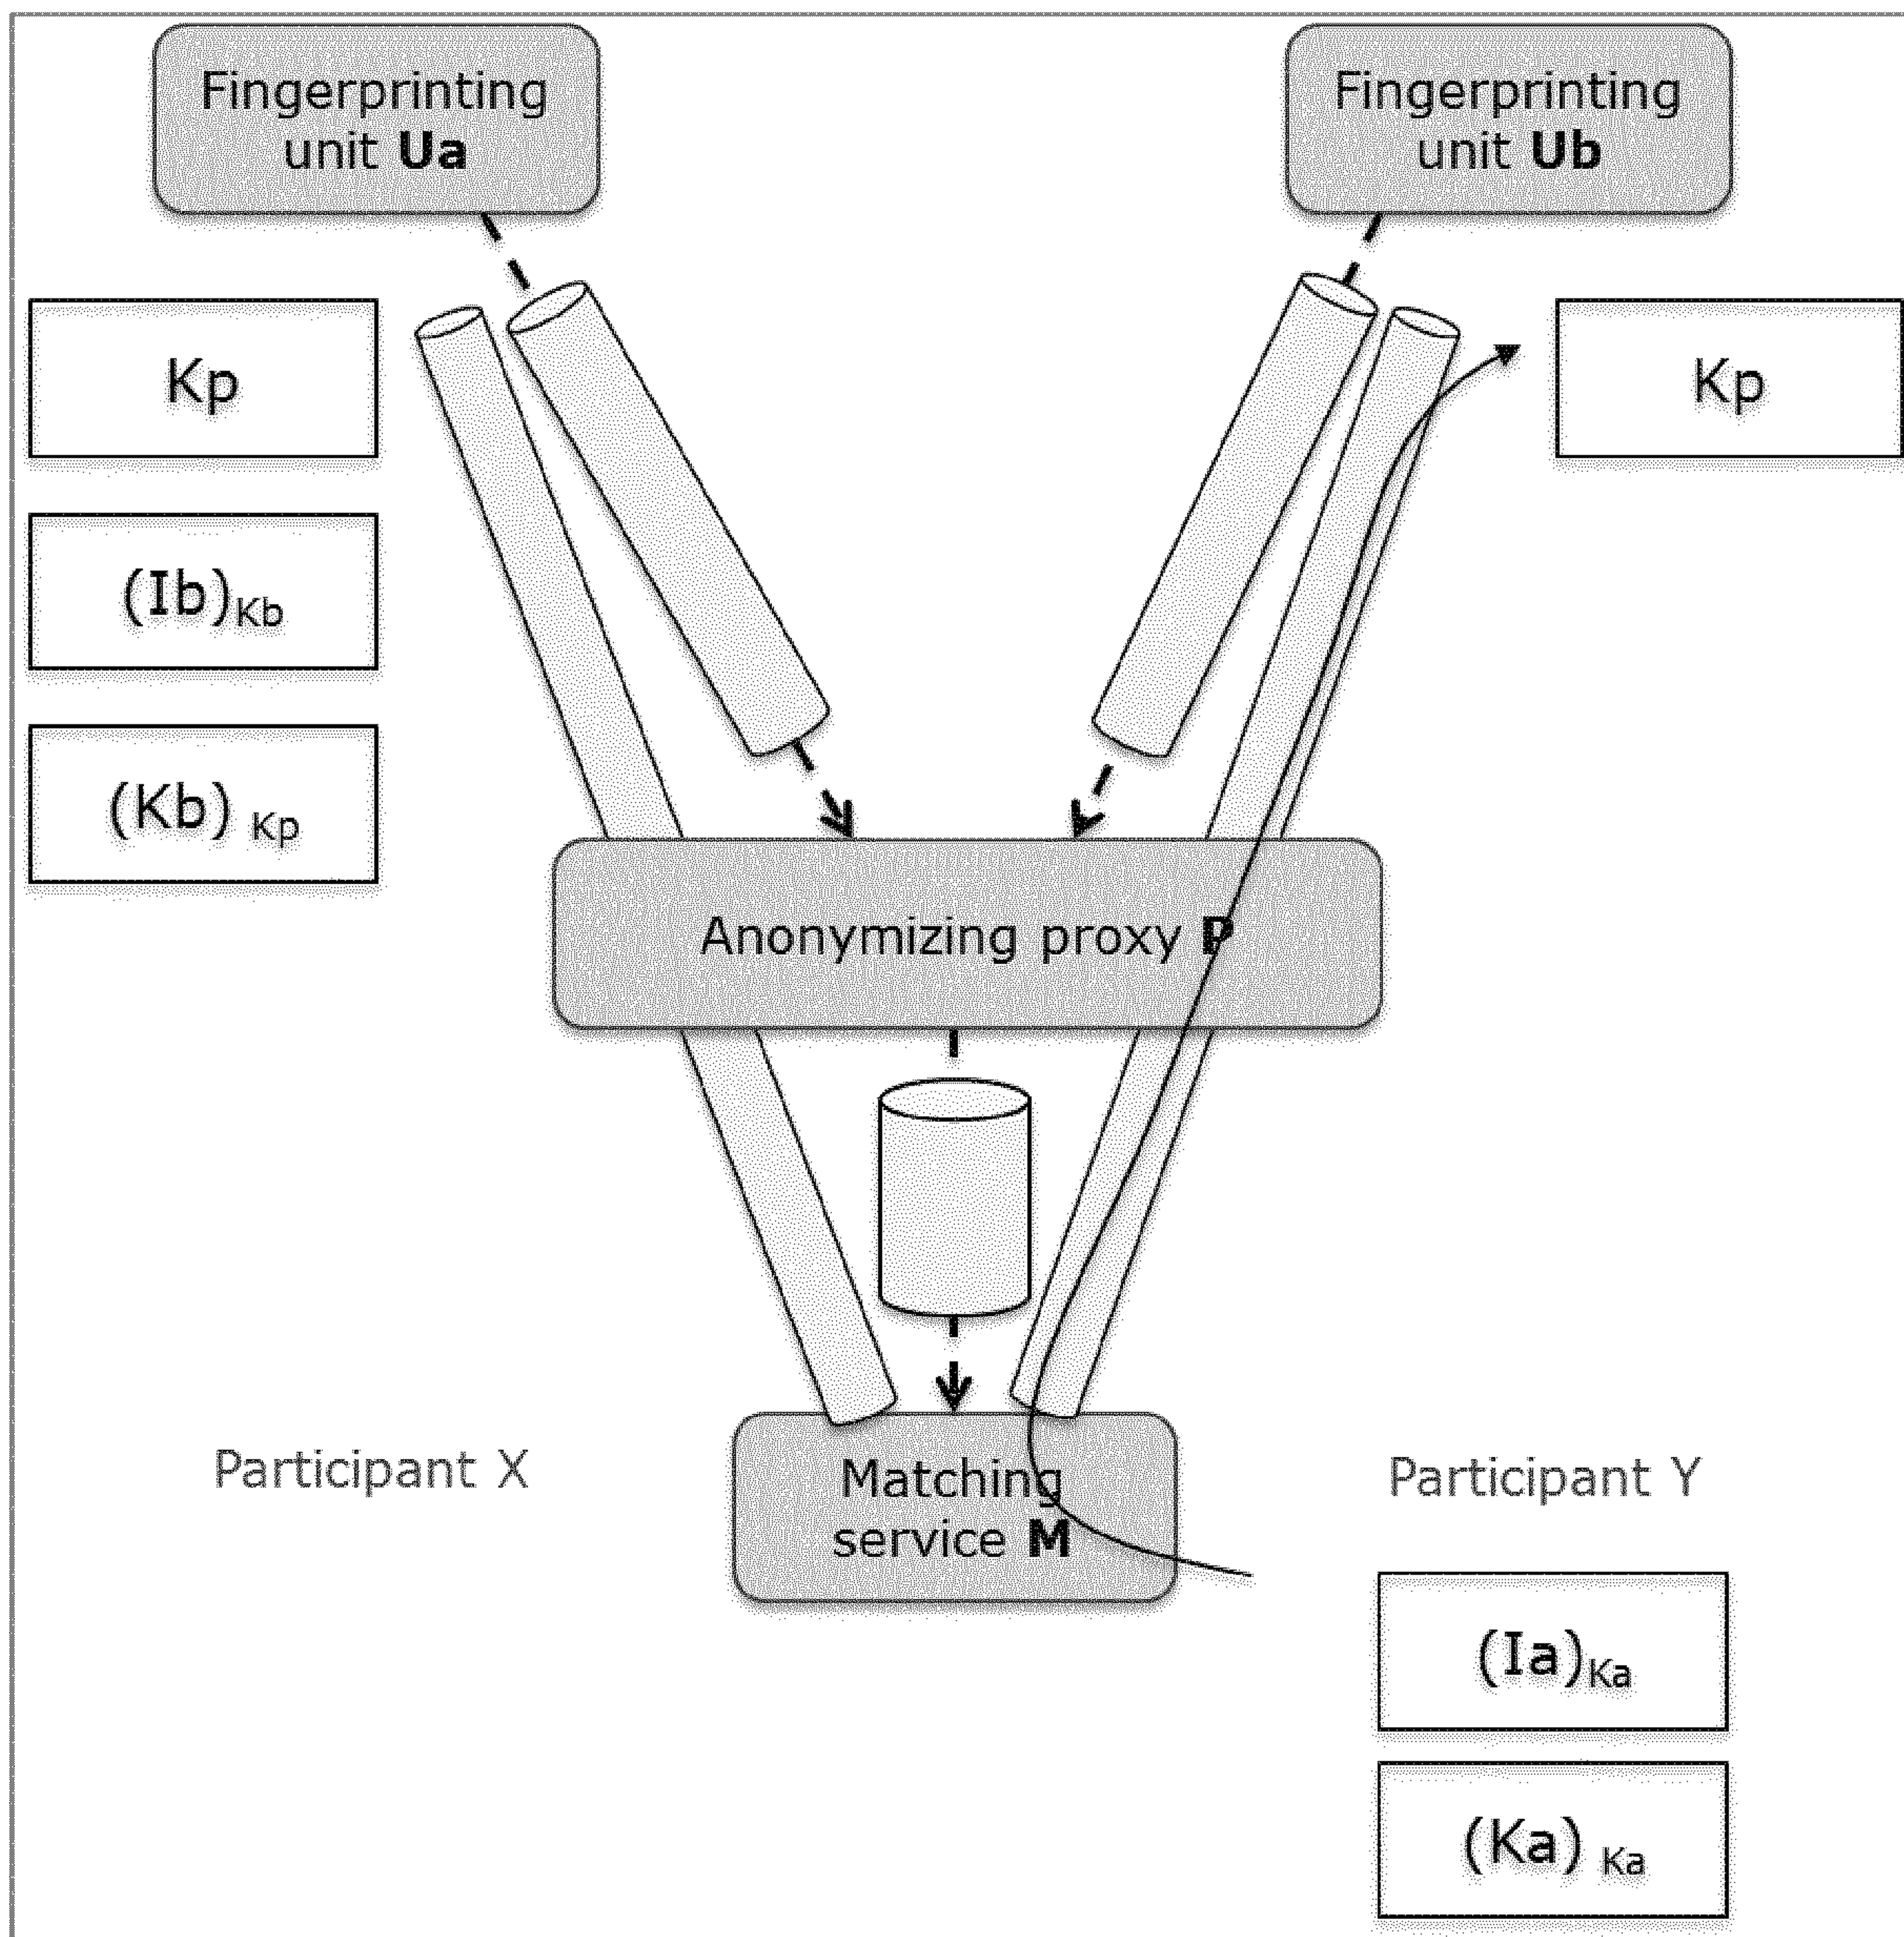 Fingerprinting
unit Ua
Fingerprinting
unit Ub
Kp
Kp
(Ib)Kb
(Kb) Kp
Anonymizing proxy P
Participant X
Matching
service M
Participant Y
(Ia)Ka
(Ka) Ka